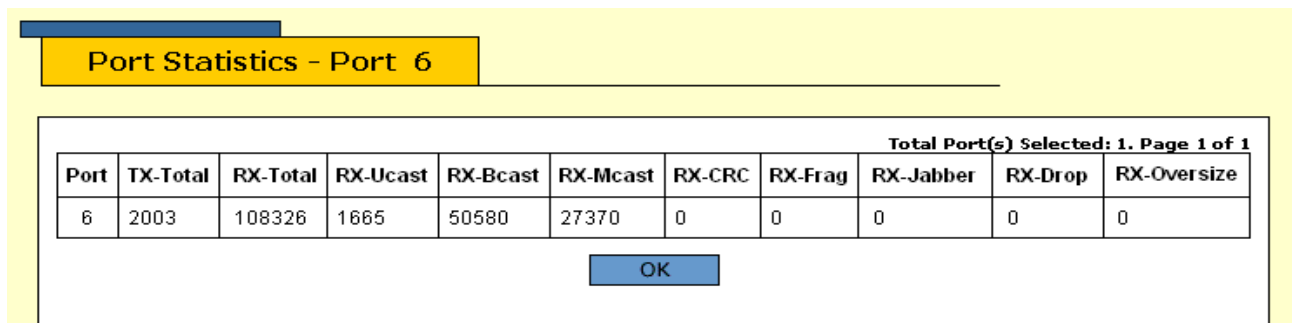 Port Statistics - Port 6
Total Port(s) Selected: 1. Page 1 of 1
Port TX-Total RX-Total RX-Ucast RX-Bcast RX-Mcast RX-CRC RX-Frag RX-Jabber RX-Drop RX-Oversize
6 2003 108326 1665 50580 27370 0 0 0 0 0
OK